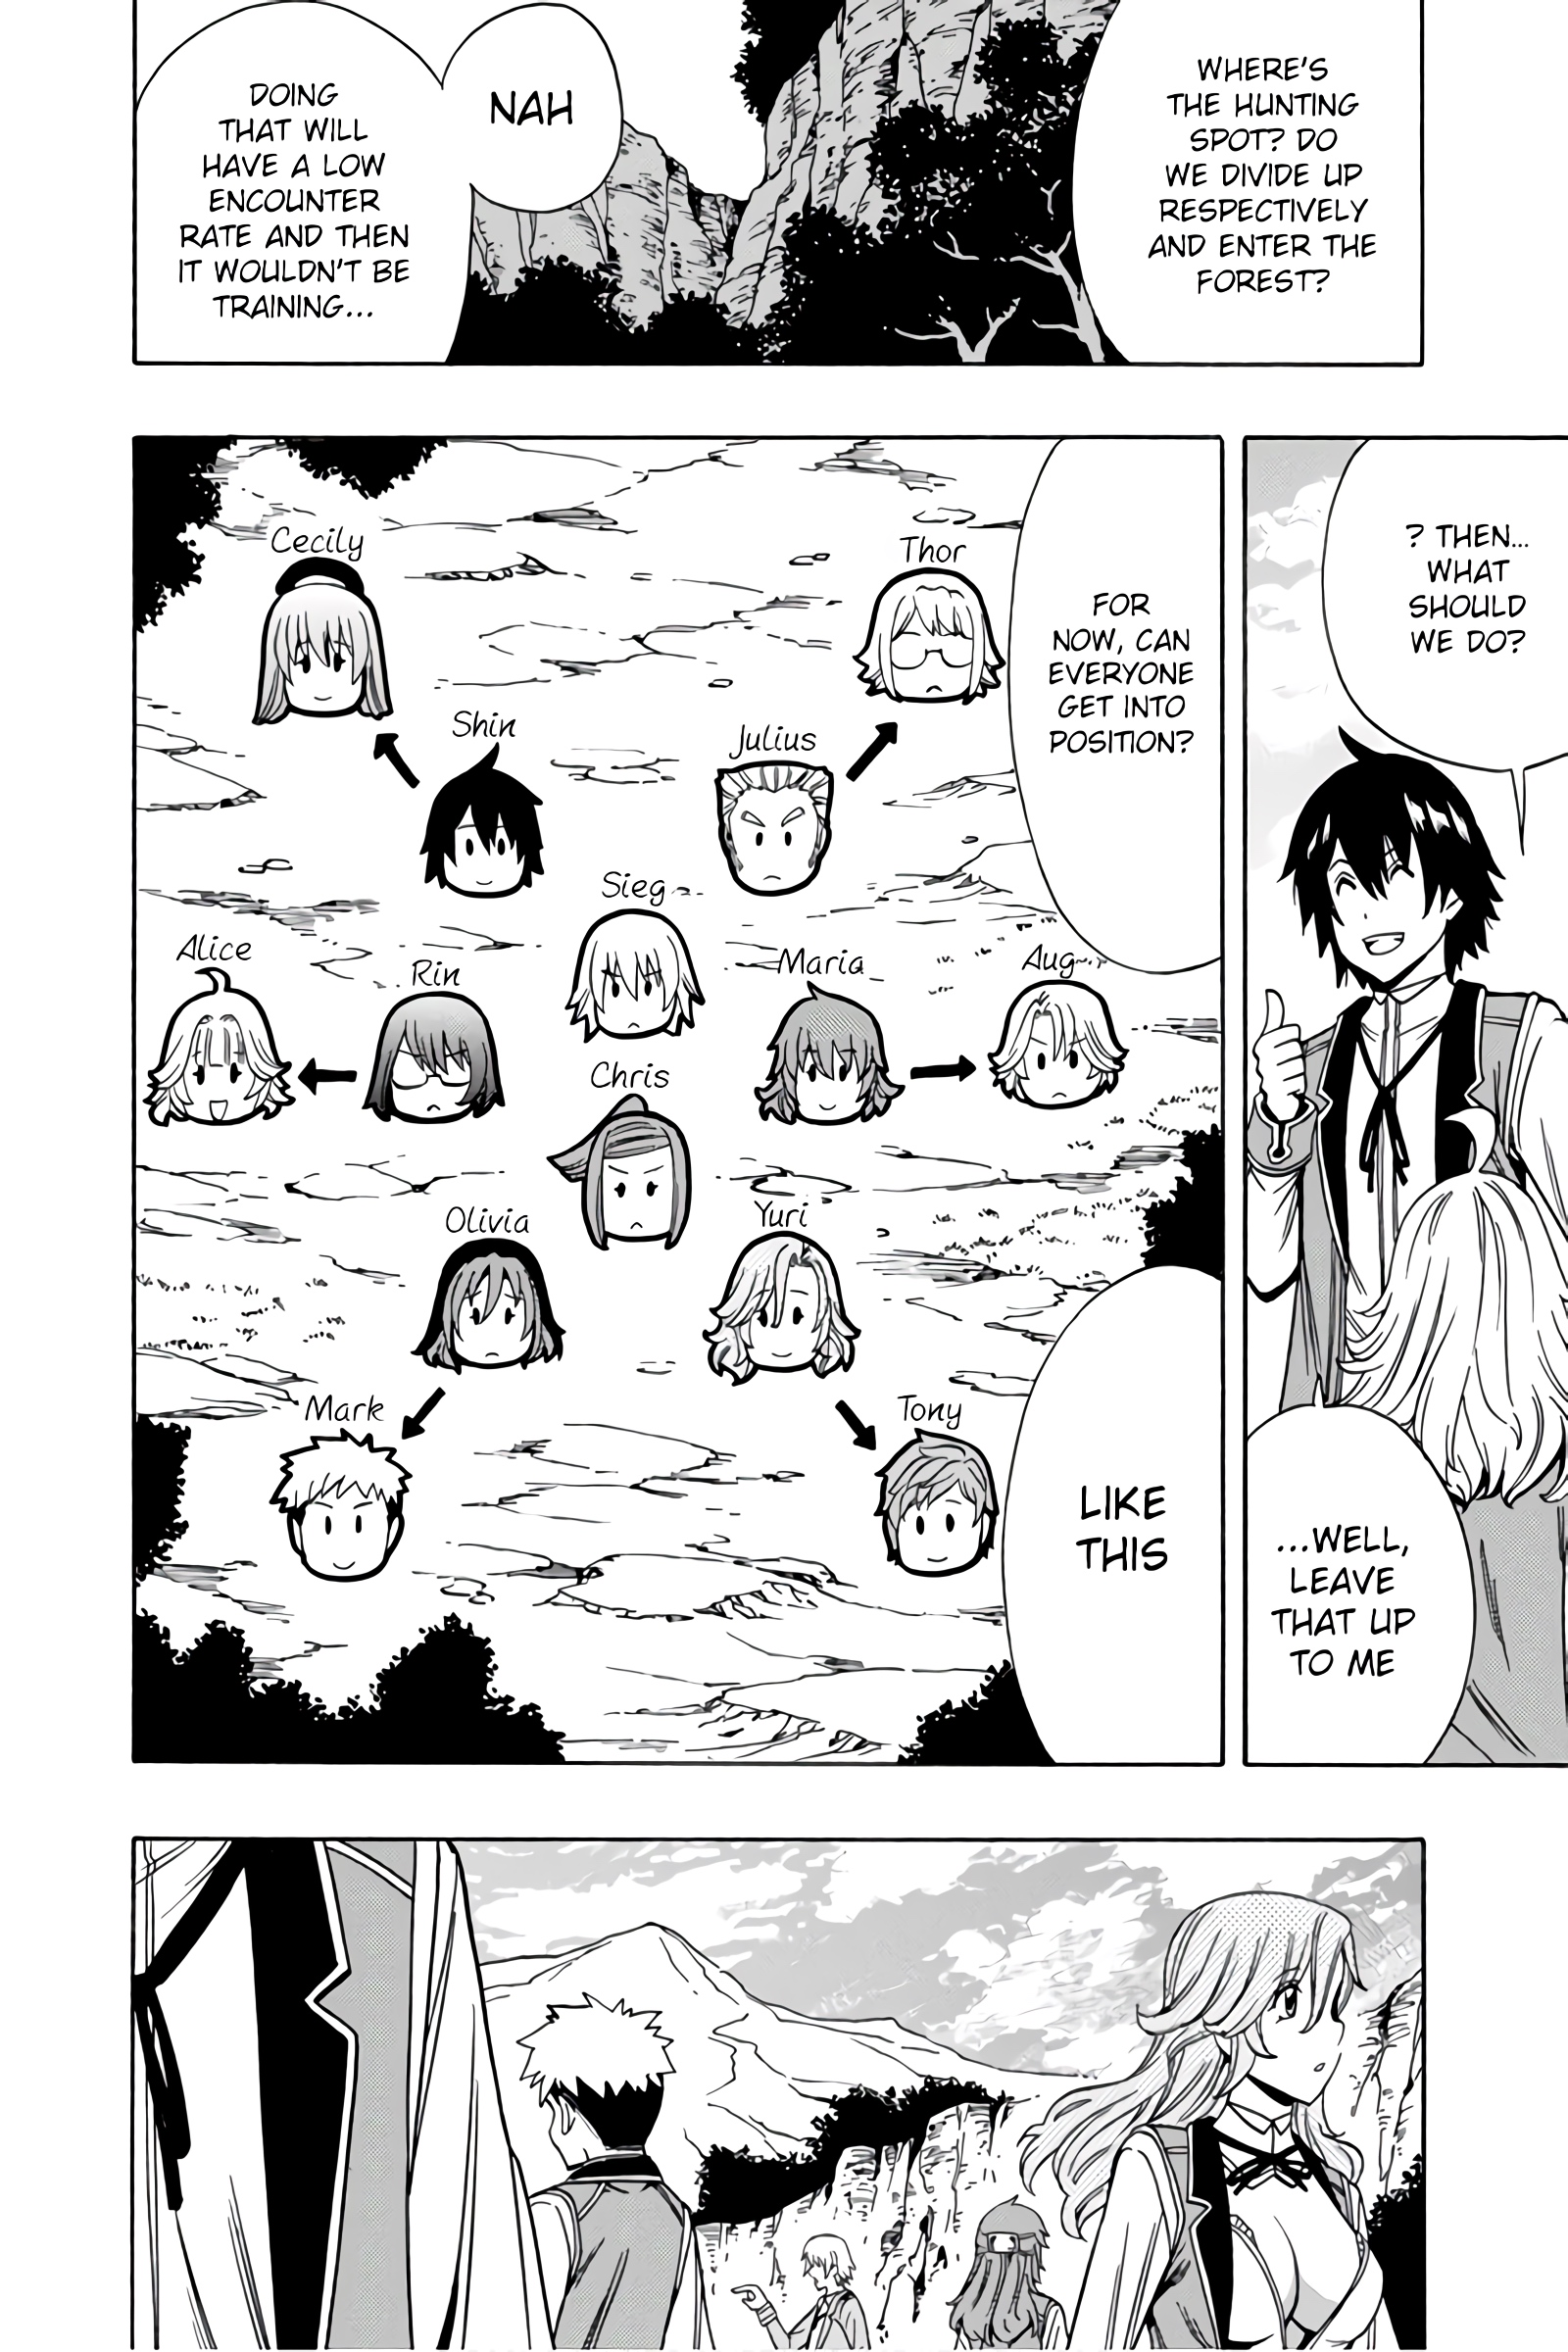 WHERE'S
THE HUNTING
SPOT? DO
WE DIVIDE UP
RESPECTIVELY
AND ENTER THE
FOREST?
NAH
DOING
THAT WILL
HAVE A LOW
ENCOUNTER
RATE AND THEN
IT WOULDN'T BE
TRAINING...
? THEN...
WHAT
SHOULD
WE DO?
...WELL,
LEAVE
THAT UP
TO ME
FOR
NOW, CAN
EVERYONE
GET INTO
POSITION?
Cecily
Thor
Shin
Julius
Sieg
Alice
Rin
Maria
Aug
Chris
Olivia
Yuri
Mark
Tony
LIKE
THIS